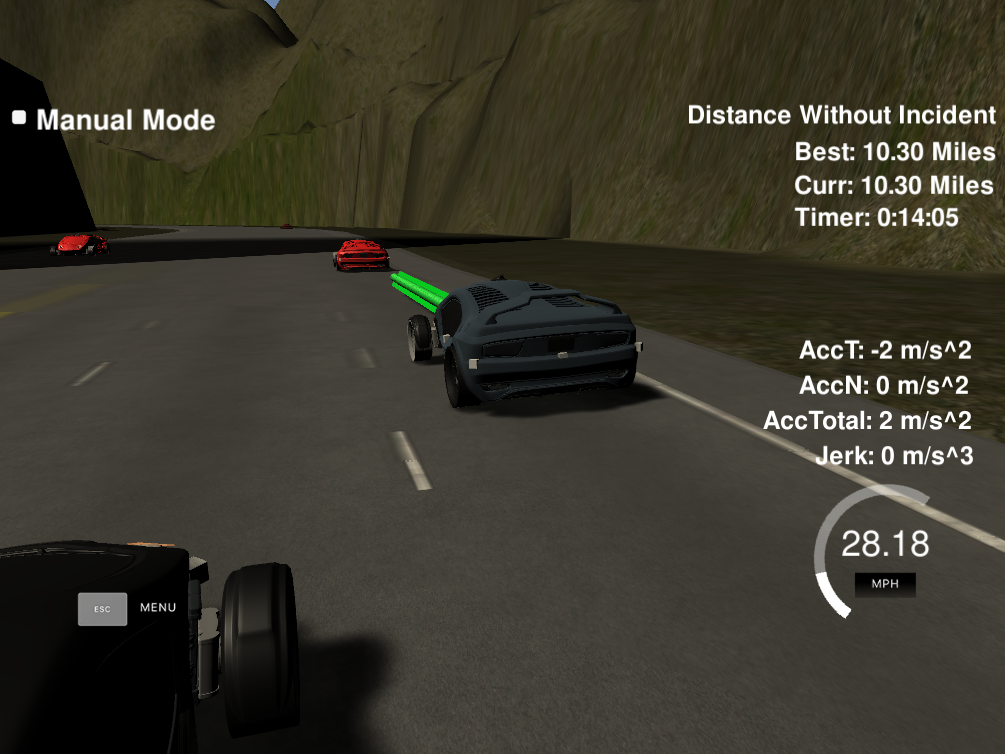 Manual Mode
Distance Without Incident
Best: 10.30 Miles
Curr: 10.30 Miles
Timer: 0:14:05
AccT: -2 m/s^2
AccN: 0 m/s^2
AccTotal: 2 m/s^2
Jerk: 0 m/s^3
28.18
MPH
ESC MENU